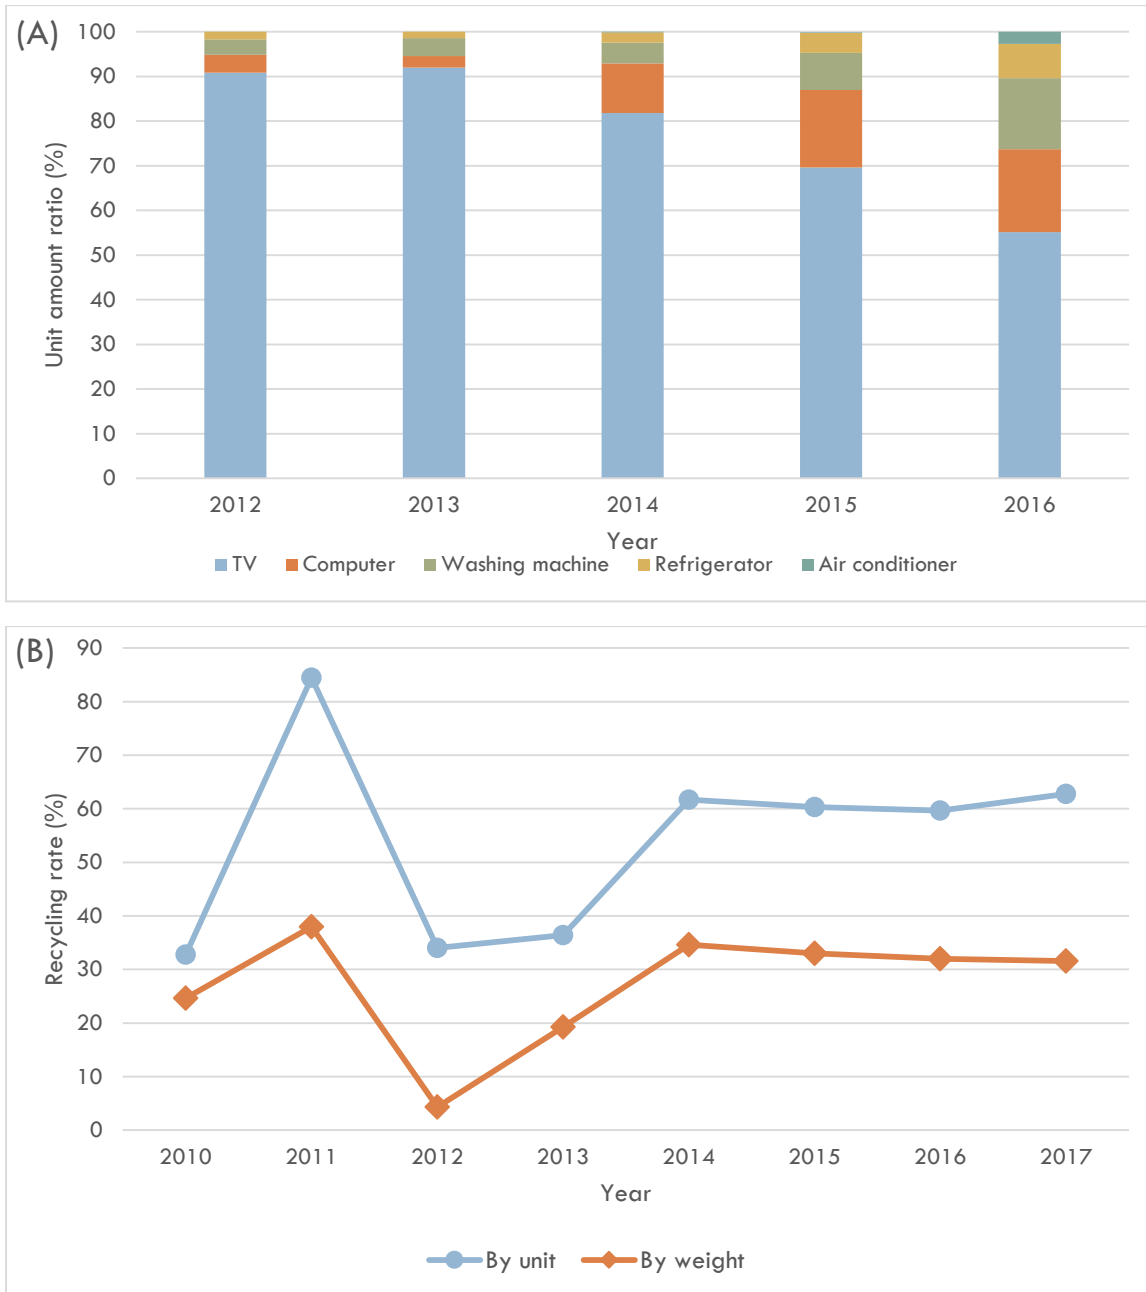 (A)
100
90
80
70
60
50
40
30
20
10
0
Unit amount ratio (%)
2012 2013 2014 2015 2016
Year
TV Computer Washing machine Refrigerator Air conditioner
(B)
90
80
70
60
50
40
30
20
10
0
Recycling rate (%)
2010 2011 2012 2013 2014 2015 2016 2017
Year
By unit By weight